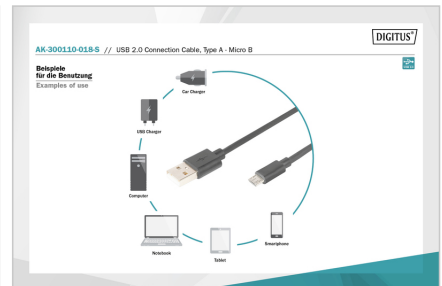 DIGITUS®
AK-300110-018-S // USB 2.0 Connection Cable, Type A - Micro B
Beispiele
für die Benutzung
Examples of use
Car Charger
USB Charger
Computer
Notebook
Tablet
Smartphone